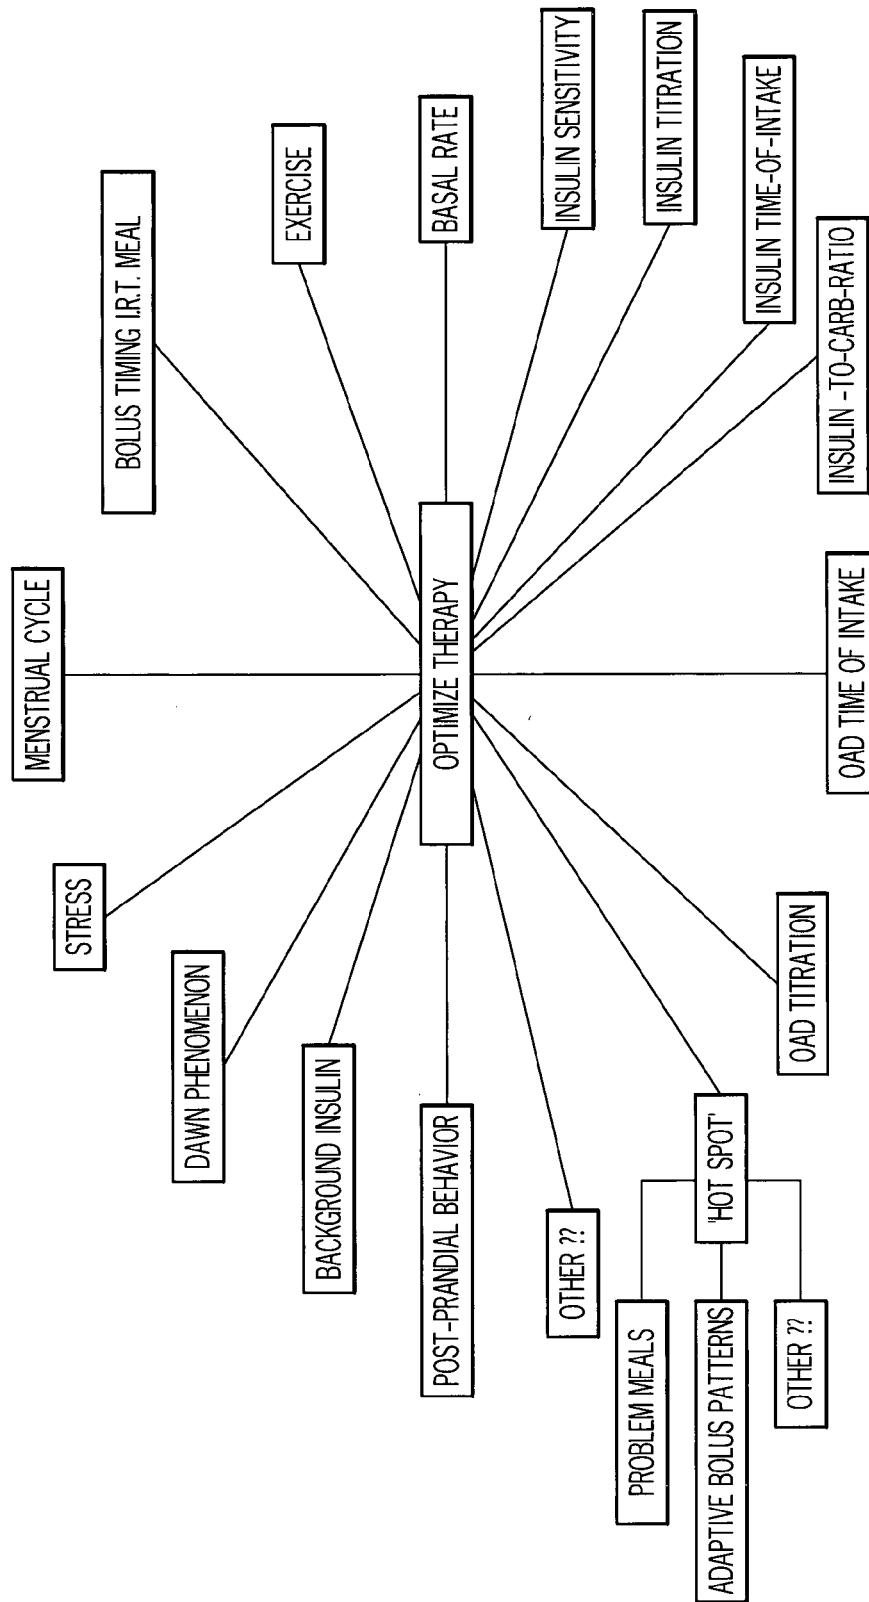 MENSTRUAL CYCLE
STRESS
BOLUS TIMING I.R.T. MEAL
DAWN PHENOMENON
EXERCISE
BACKGROUND INSULIN
POST-PRANDIAL BEHAVIOR
OPTIMIZE THERAPY
BASAL RATE
OTHER ??
INSULIN SENSITIVITY
PROBLEM MEALS
INSULIN TITRATION
ADAPTIVE BOLUS PATTERNS
'HOT SPOT'
INSULIN TIME-OF-INTAKE
OTHER ??
OAD TITRATION
OAD TIME OF INTAKE
INSULIN -TO-CARB-RATIO